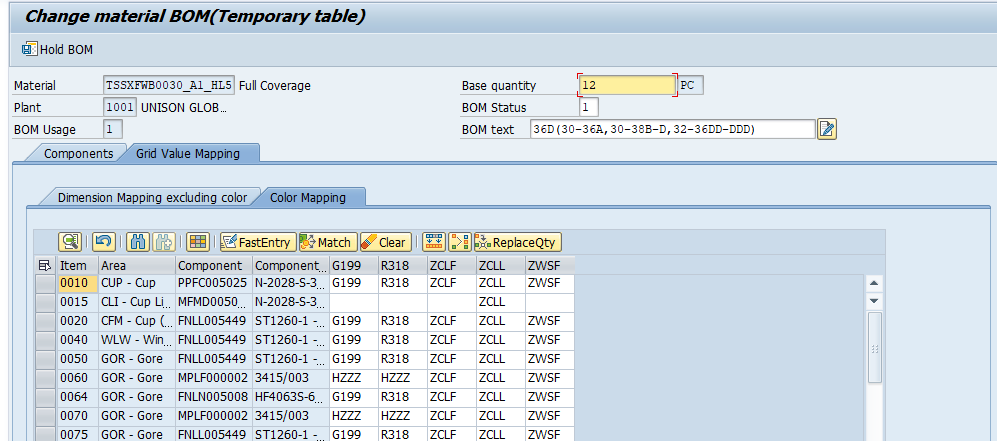 Change material BOM(Temporary table)
Hold BOM
Material TSSXFWB0030_A1_HL5 Full Coverage Base quantity 12 PC
Plant 1001 UNISON GLOB... BOM Status 1
BOM Usage 1 BOM text 36D(30-36A,30-38B-D,32-36DD-DDD)
Components Grid Value Mapping
Dimension Mapping excluding color Color Mapping
FastEntry Match Clear ReplaceQty
Item Area Component Component... G199 R318 ZCLF ZCLL ZWSF
0010 CUP - Cup PPFC005025 N-2028-S-3... G199 R318 ZCLF ZCLL ZWSF
0015 CLI - Cup Li... MFMD0050... N-2028-S-3... ZCLL
0020 CFM - Cup (... FNLL005449 ST1260-1 -... G199 R318 ZCLF ZCLL ZWSF
0040 WLW - Win... FNLL005449 ST1260-1 -... G199 R318 ZCLF ZCLL ZWSF
0050 GOR - Gore FNLL005449 ST1260-1 -... G199 R318 ZCLF ZCLL ZWSF
0060 GOR - Gore MPLF000002 3415/003 HZZZ HZZZ ZCLF ZCLL ZWSF
0064 GOR - Gore FNLN005008 HF4063S-6... G199 R318 ZCLF ZCLL ZWSF
0070 GOR - Gore MPLF000002 3415/003 HZZZ HZZZ ZCLF ZCLL ZWSF
0075 GOR - Gore FNLL005449 ST1260-1 -... G199 R318 ZCLF ZCLL ZWSF